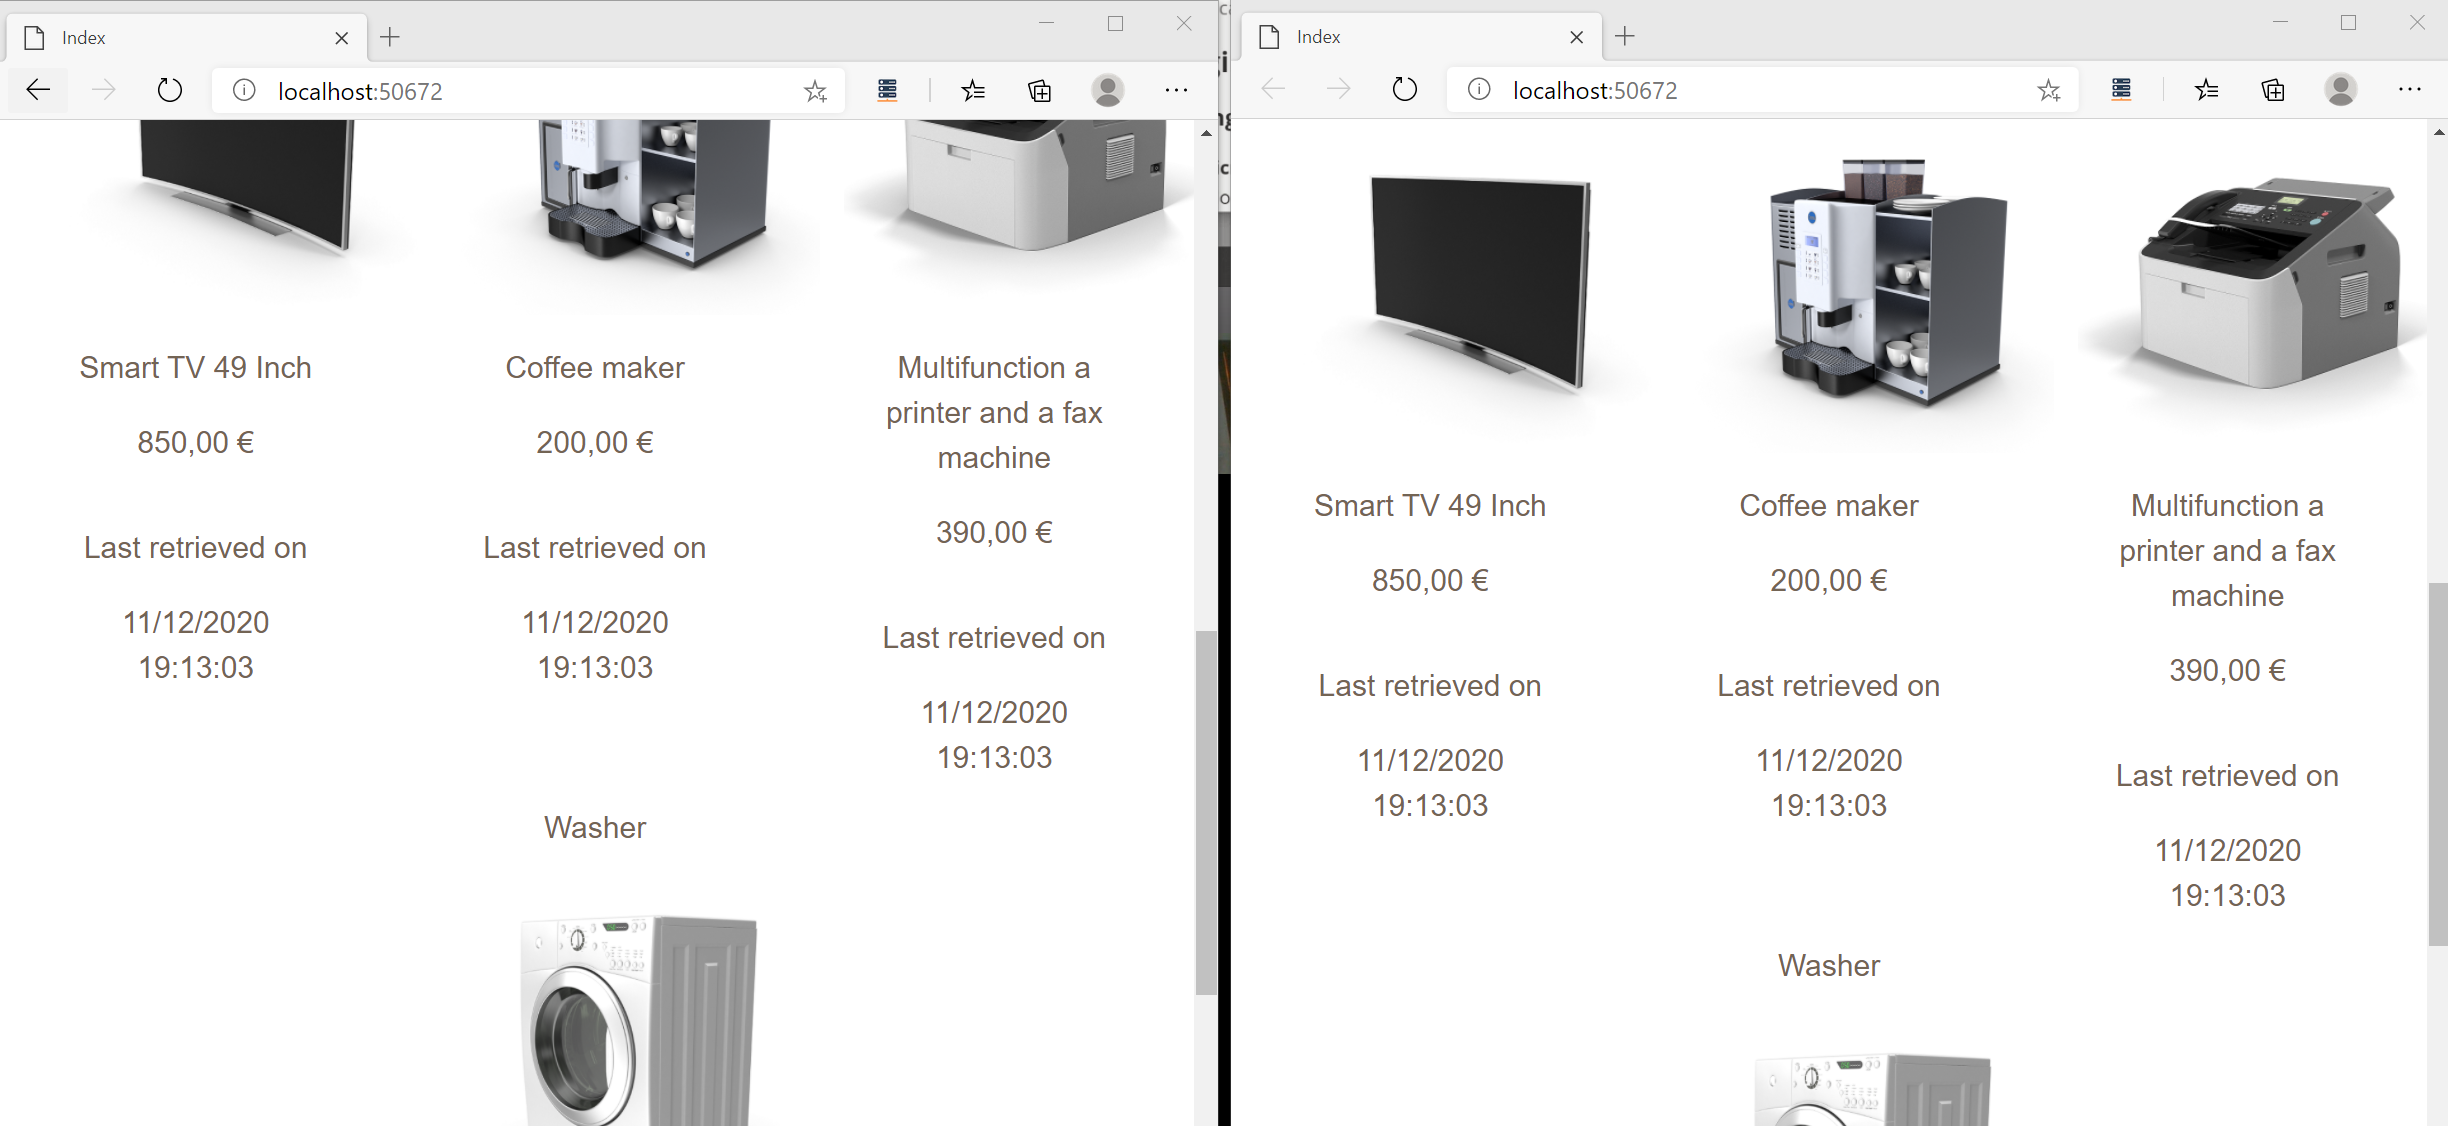 Index
localhost:50672
Smart TV 49 Inch
850,00 €
Last retrieved on
11/12/2020
19:13:03
Coffee maker
200,00 €
Last retrieved on
11/12/2020
19:13:03
Multifunction a
printer and a fax
machine
390,00 €
Last retrieved on
11/12/2020
19:13:03
Washer
Index
localhost:50672
Smart TV 49 Inch
850,00 €
Last retrieved on
11/12/2020
19:13:03
Coffee maker
200,00 €
Last retrieved on
11/12/2020
19:13:03
Multifunction a
printer and a fax
machine
390,00 €
Last retrieved on
11/12/2020
19:13:03
Washer